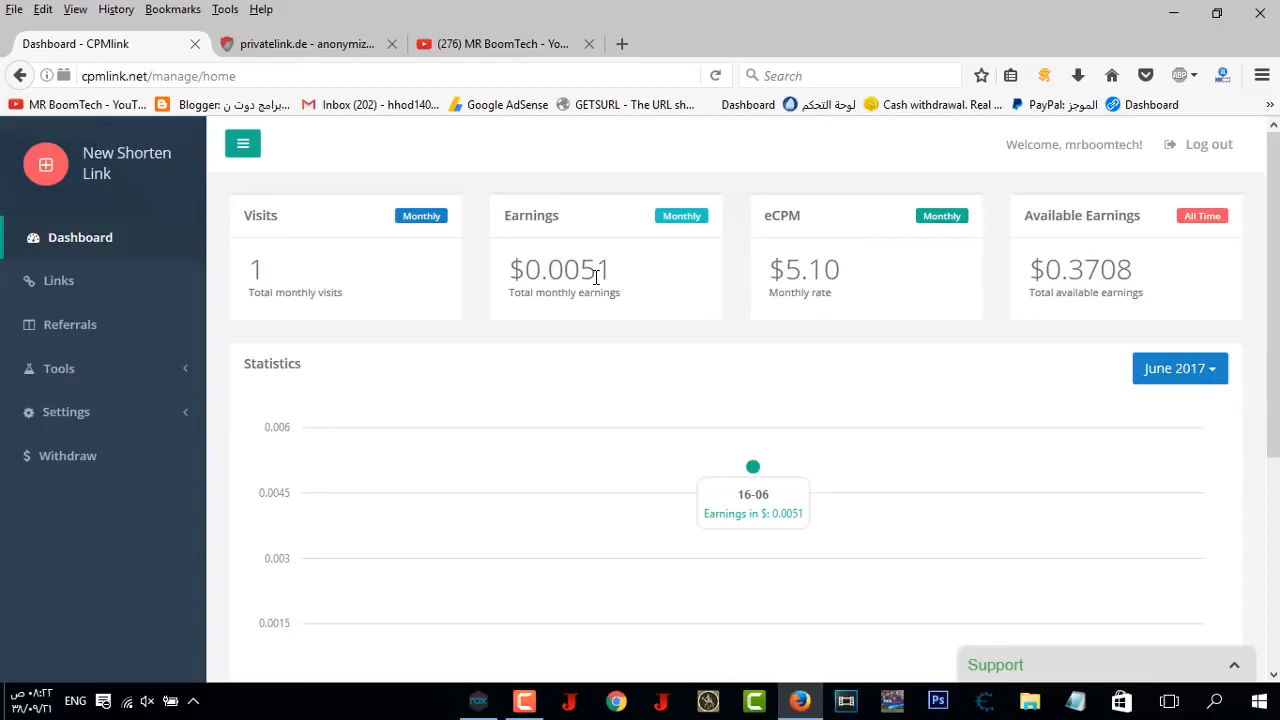 File Edit View History Bookmarks Tools Help
Dashboard - CPMlink
privatelink.de - anonymiz...
(276) MR BoomTech - Yo...
cpmlink.net/manage/home
Search
ABP
MR BoomTech - YouT...
Blogger: برامج دوت ن...
Inbox (202) - hhod140...
Google AdSense
GETSURL - The URL sh...
Dashboard
لوحة التحكم
Cash withdrawal. Real ...
PayPal: الموجز
Dashboard
New Shorten
Link
Welcome, mrboomtech!
Log out
Dashboard
Links
Referrals
Tools
Settings
Withdraw
Visits Monthly
1
Total monthly visits
Earnings Monthly
$0.0051
Total monthly earnings
eCPM Monthly
$5.10
Monthly rate
Available Earnings All Time
$0.3708
Total available earnings
Statistics
June 2017
0.006
0.0045
0.003
0.0015
16-06
Earnings in $: 0.0051
Support
ENG
Ps